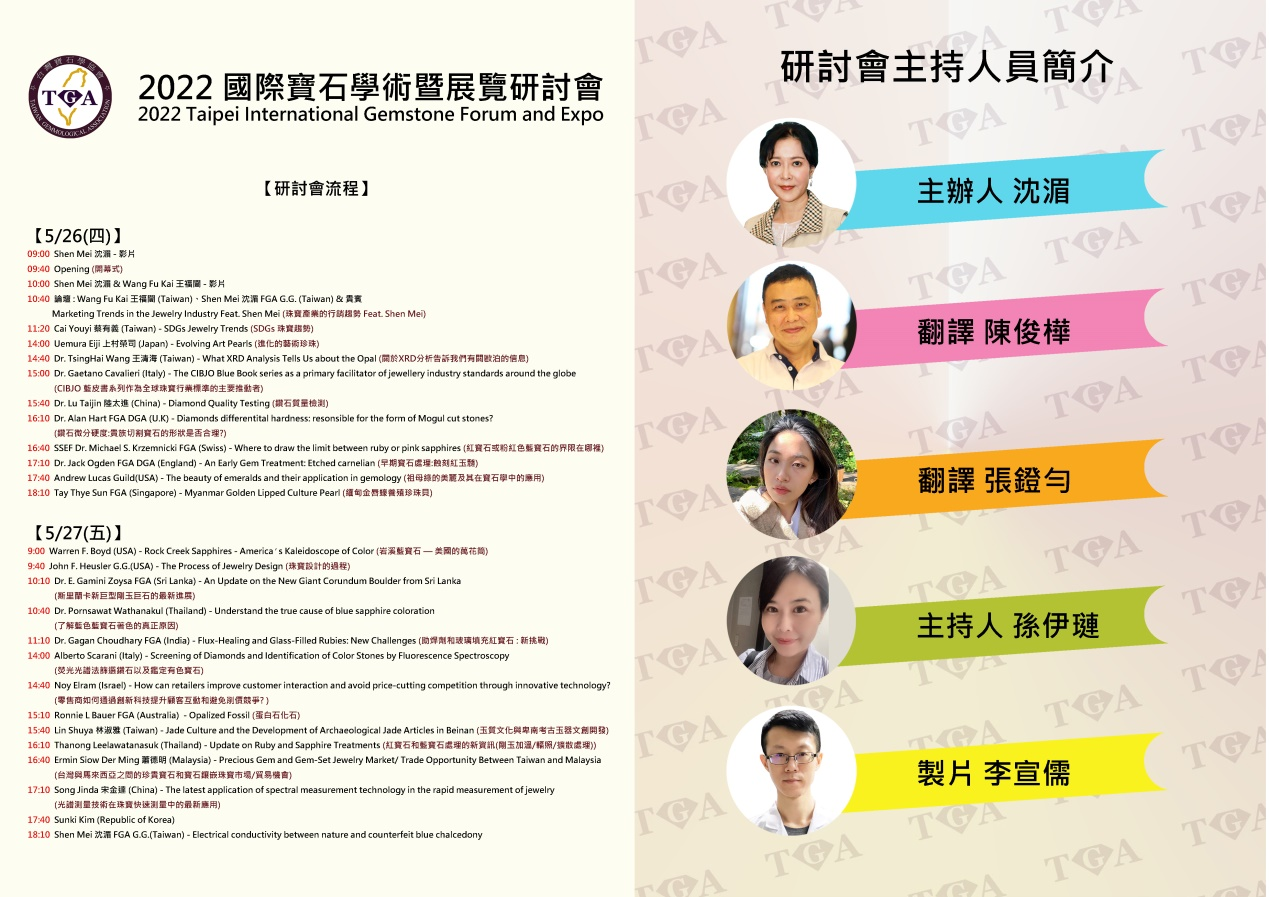 台灣寶石學協會
TGA
TAIWAN GEMMOLOGICAL ASSOCIATION
2022 國際寶石學術暨展覽研討會
2022 Taipei International Gemstone Forum and Expo
【研討會流程】
【5/26(四)】
09:00 Shen Mei 沈湄 - 影片
09:40 Opening (開幕式)
10:00 Shen Mei 沈湄 & Wang Fu Kai 王福闓 - 影片
10:40 論壇 : Wang Fu Kai 王福闓 (Taiwan)、Shen Mei 沈湄 FGA G.G. (Taiwan) & 貴賓
Marketing Trends in the Jewelry Industry Feat. Shen Mei (珠寶產業的行銷趨勢 Feat. Shen Mei)
11:20 Cai Youyi 蔡有義 (Taiwan) - SDGs Jewelry Trends (SDGs 珠寶趨勢)
14:00 Uemura Eiji 上村榮司 (Japan) - Evolving Art Pearls (進化的藝術珍珠)
14:40 Dr. TsingHai Wang 王清海 (Taiwan) - What XRD Analysis Tells Us about the Opal (關於XRD分析告訴我們有關歐泊的信息)
15:00 Dr. Gaetano Cavalieri (Italy) - The CIBJO Blue Book series as a primary facilitator of jewellery industry standards around the globe
(CIBJO 藍皮書系列作為全球珠寶行業標準的主要推動者)
15:40 Dr. Lu Taijin 陸太進 (China) - Diamond Quality Testing (鑽石質量檢測)
16:10 Dr. Alan Hart FGA DGA (U.K) - Diamonds differentital hardness: resonsible for the form of Mogul cut stones?
(鑽石微分硬度:貴族切割寶石的形狀是否合理?)
16:40 SSEF Dr. Michael S. Krzemnicki FGA (Swiss) - Where to draw the limit between ruby or pink sapphires (紅寶石或粉紅色藍寶石的界限在哪裡)
17:10 Dr. Jack Ogden FGA DGA (England) - An Early Gem Treatment: Etched carnelian (早期寶石處理:蝕刻紅玉髓)
17:40 Andrew Lucas Guild(USA) - The beauty of emeralds and their application in gemology (祖母綠的美麗及其在寶石學中的應用)
18:10 Tay Thye Sun FGA (Singapore) - Myanmar Golden Lipped Culture Pearl (緬甸金唇蠔養殖珍珠貝)
【5/27(五)】
9:00 Warren F. Boyd (USA) - Rock Creek Sapphires - America's Kaleidoscope of Color (岩溪藍寶石 — 美國的萬花筒)
9:40 John F. Heusler G.G.(USA) - The Process of Jewelry Design (珠寶設計的過程)
10:10 Dr. E. Gamini Zoysa FGA (Sri Lanka) - An Update on the New Giant Corundum Boulder from Sri Lanka
(斯里蘭卡新巨型剛玉巨石的最新進展)
10:40 Dr. Pornsawat Wathanakul (Thailand) - Understand the true cause of blue sapphire coloration
(了解藍色藍寶石著色的真正原因)
11:10 Dr. Gagan Choudhary FGA (India) - Flux-Healing and Glass-Filled Rubies: New Challenges (助焊劑和玻璃填充紅寶石 : 新挑戰)
14:00 Alberto Scarani (Italy) - Screening of Diamonds and Identification of Color Stones by Fluorescence Spectroscopy
(熒光光譜法篩選鑽石以及鑑定有色寶石)
14:40 Noy Elram (Israel) - How can retailers improve customer interaction and avoid price-cutting competition through innovative technology?
(零售商如何通過創新科技提升顧客互動和避免削價競爭? )
15:10 Ronnie L Bauer FGA (Australia) - Opalized Fossil (蛋白石化石)
15:40 Lin Shuya 林淑雅 (Taiwan) - Jade Culture and the Development of Archaeological Jade Articles in Beinan (玉質文化與卑南考古玉器文創開發)
16:10 Thanong Leelawatanasuk (Thailand) - Update on Ruby and Sapphire Treatments (紅寶石和藍寶石處理的新資訊(剛玉加溫/輻照/擴散處理))
16:40 Ermin Siow Der Ming 蕭德明 (Malaysia) - Precious Gem and Gem-Set Jewelry Market/ Trade Opportunity Between Taiwan and Malaysia
(台灣與馬來西亞之間的珍貴寶石和寶石鑲嵌珠寶市場/貿易機會)
17:10 Song Jinda 宋金達 (China) - The latest application of spectral measurement technology in the rapid measurement of jewelry
(光譜測量技術在珠寶快速測量中的最新應用)
17:40 Sunki Kim (Republic of Korea)
18:10 Shen Mei 沈湄 FGA G.G.(Taiwan) - Electrical conductivity between nature and counterfeit blue chalcedony
研討會主持人員簡介
主辦人 沈湄
翻譯 陳俊樺
翻譯 張鐙勻
主持人 孫伊璉
製片 李宣儒